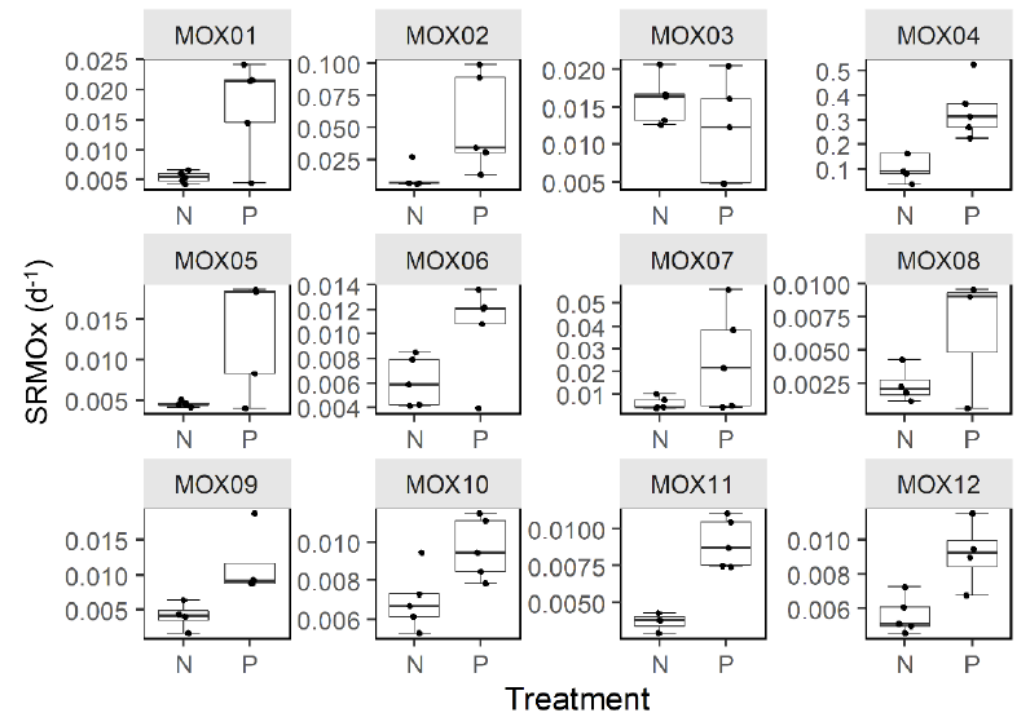 MOX01 MOX02 MOX03 MOX04
0.025 0.100 0.020 0.5
0.020 0.075 0.015 0.4
0.015 0.050 0.010 0.3
0.010 0.025 0.005 0.2
0.005 0.1
N P N P N P N P
MOX05 MOX06 MOX07 MOX08
0.015 0.014 0.05 0.0100
0.010 0.012 0.04 0.0075
0.005 0.010 0.03 0.0050
0.008 0.02 0.0025
0.006 0.01
0.004
N P N P N P N P
SRMOx (d⁻¹)
MOX09 MOX10 MOX11 MOX12
0.015 0.010 0.0100 0.010
0.010 0.008 0.0075 0.008
0.005 0.006 0.0050 0.006
N P N P N P N P
Treatment